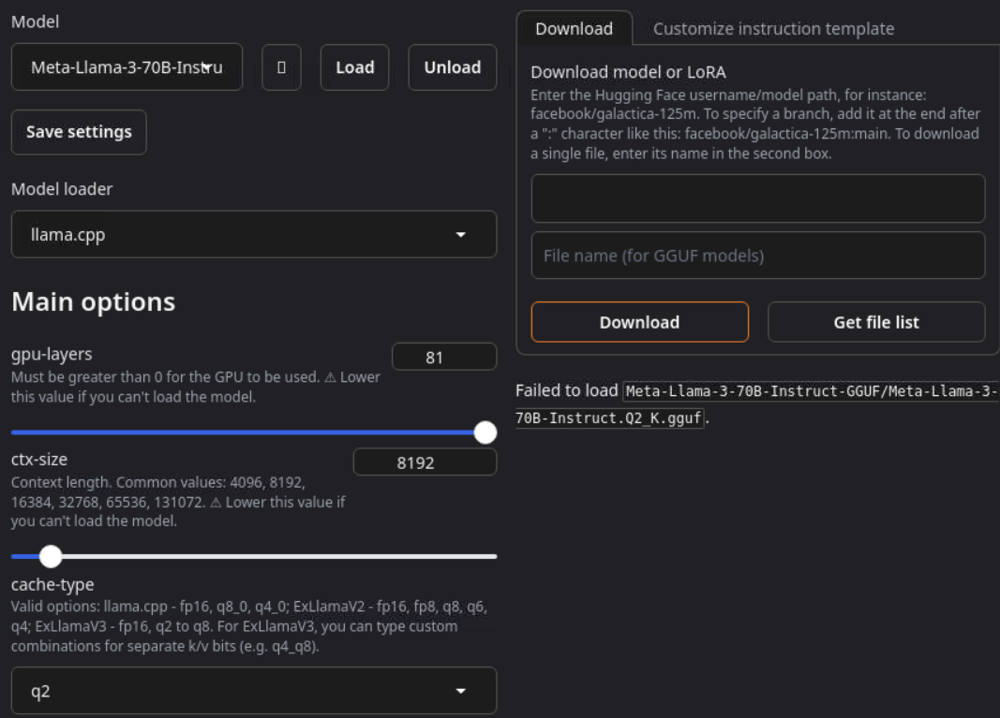 Model
Meta-Llama-3-70B-Instru
Load
Unload
Save settings
Model loader
llama.cpp
Main options
gpu-layers
81
Must be greater than 0 for the GPU to be used. ⚠ Lower
this value if you can't load the model.
ctx-size
8192
Context length. Common values: 4096, 8192,
16384, 32768, 65536, 131072. ⚠ Lower this value if
you can't load the model.
cache-type
Valid options: llama.cpp - fp16, q8_0, q4_0; ExLlamaV2 - fp16, fp8, q8, q6,
q4; ExLlamaV3 - fp16, q2 to q8. For ExLlamaV3, you can type custom
combinations for separate k/v bits (e.g. q4_q8).
q2
Download
Customize instruction template
Download model or LoRA
Enter the Hugging Face username/model path, for instance:
facebook/galactica-125m. To specify a branch, add it at the end after
a ":" character like this: facebook/galactica-125m:main. To download
a single file, enter its name in the second box.
File name (for GGUF models)
Download
Get file list
Failed to load Meta-Llama-3-70B-Instruct-GGUF/Meta-Llama-3-
70B-Instruct.Q2_K.gguf.